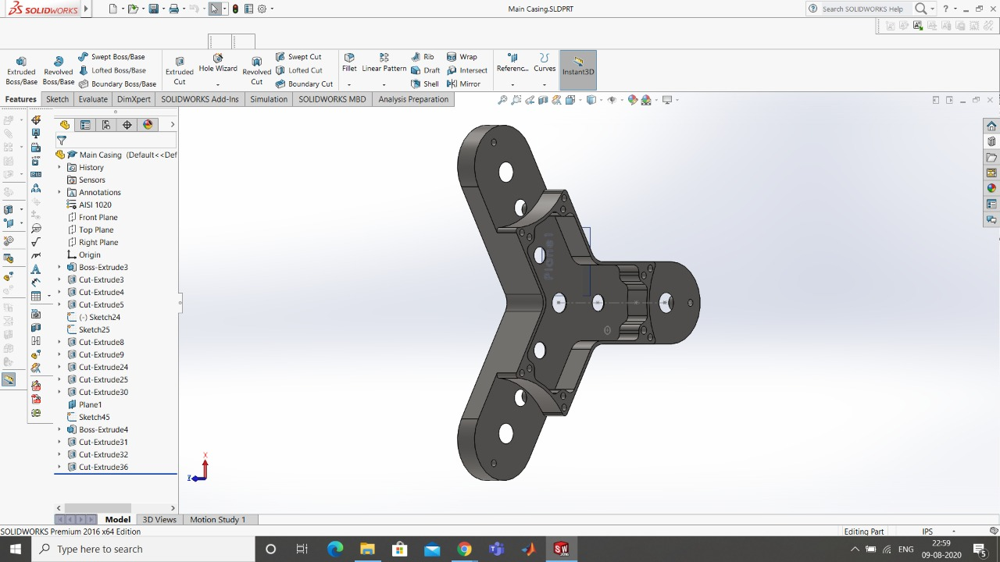 SOLIDWORKS
Main Casing.SLDPRT
Search SOLIDWORKS Help
?
Extruded Boss/Base
Revolved Boss/Base
Swept Boss/Base
Lofted Boss/Base
Boundary Boss/Base
Extruded Cut
Hole Wizard
Revolved Cut
Swept Cut
Lofted Cut
Boundary Cut
Fillet
Linear Pattern
Rib
Draft
Shell
Wrap
Intersect
Mirror
Referenc...
Curves
Instant3D
Features
Sketch
Evaluate
DimXpert
SOLIDWORKS Add-Ins
Simulation
SOLIDWORKS MBD
Analysis Preparation
Main Casing (Default<<Def
History
Sensors
Annotations
AISI 1020
Front Plane
Top Plane
Right Plane
Origin
Boss-Extrude3
Cut-Extrude3
Cut-Extrude4
Cut-Extrude5
(-) Sketch24
Sketch25
Cut-Extrude8
Cut-Extrude9
Cut-Extrude24
Cut-Extrude25
Cut-Extrude30
Plane1
Sketch45
Boss-Extrude4
Cut-Extrude31
Cut-Extrude32
Cut-Extrude36
Plane1
X
Z
Model
3D Views
Motion Study 1
SOLIDWORKS Premium 2016 x64 Edition
Editing Part
IPS
Type here to search
SW
2016
ENG
22:59
09-08-2020
5